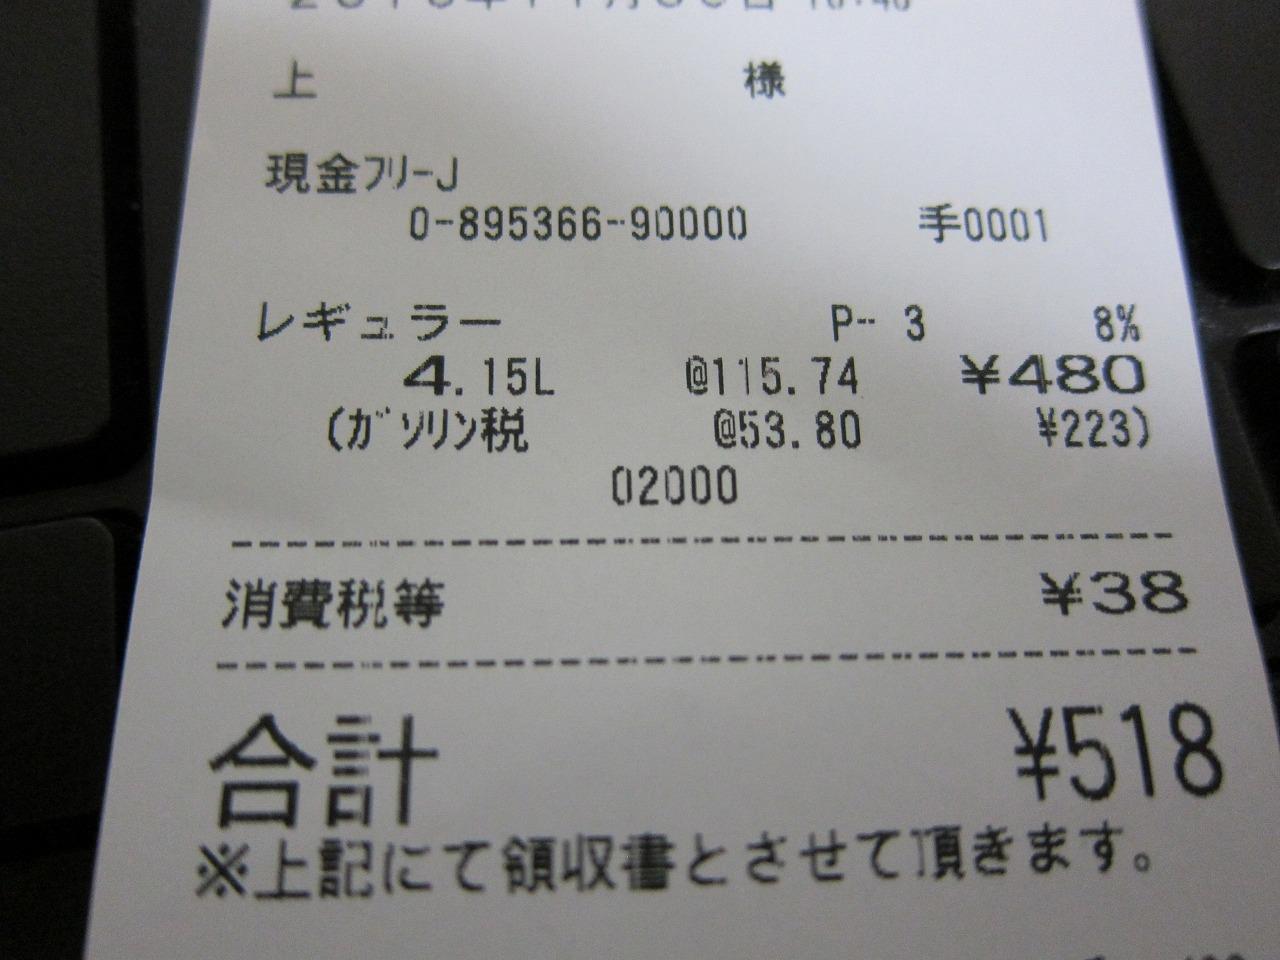 上 様
現金フリーJ
0-895366-90000 手0001
レギュラー P- 3 8%
4.15L @115.74 ¥480
(ガソリン税 @53.80 ¥223)
02000
消費税等 ¥38
合計 ¥518
※上記にて領収書とさせて頂きます。